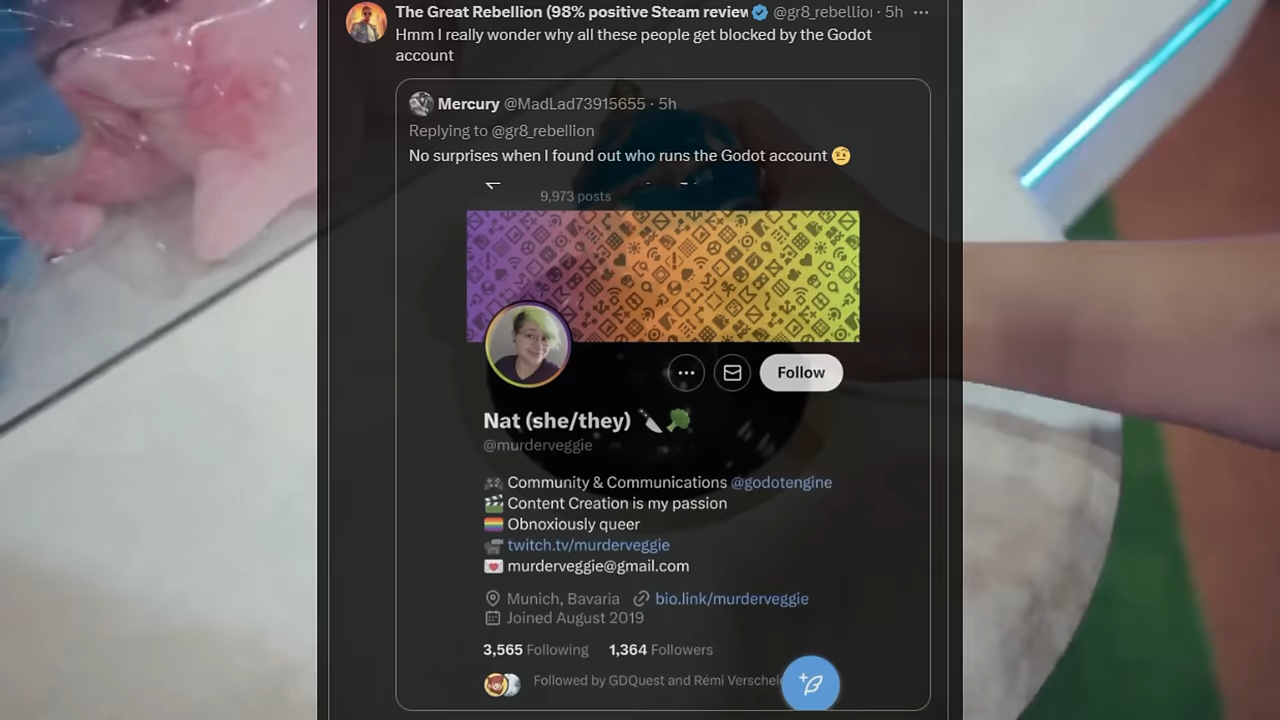 The Great Rebellion (98% positive Steam review @gr8_rebellion · 5h
Hmm I really wonder why all these people get blocked by the Godot
account
Mercury @MadLad73915655 · 5h
Replying to @gr8_rebellion
No surprises when I found out who runs the Godot account 🤨
9,973 posts
Follow
Nat (she/they) 🔪🥦
@murderveggie
🎮 Community & Communications @godotengine
🎬 Content Creation is my passion
🏳️‍🌈 Obnoxiously queer
twitch.tv/murderveggie
💌 murderveggie@gmail.com
Munich, Bavaria bio.link/murderveggie
Joined August 2019
3,565 Following 1,364 Followers
Followed by GDQuest and Rémi Verscheld